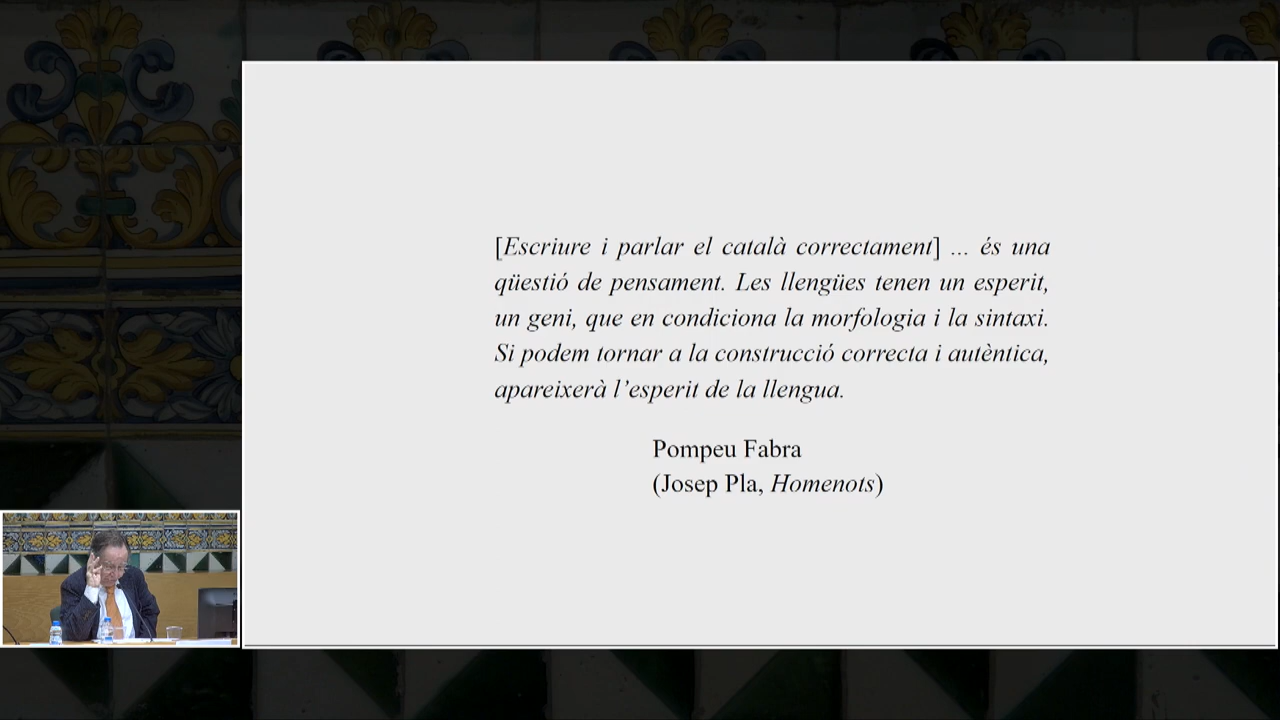 [Escriure i parlar el català correctament] ... és una
qüestió de pensament. Les llengües tenen un esperit,
un geni, que en condiciona la morfologia i la sintaxi.
Si podem tornar a la construcció correcta i autèntica,
apareixerà l’esperit de la llengua.
Pompeu Fabra
(Josep Pla, Homenots)